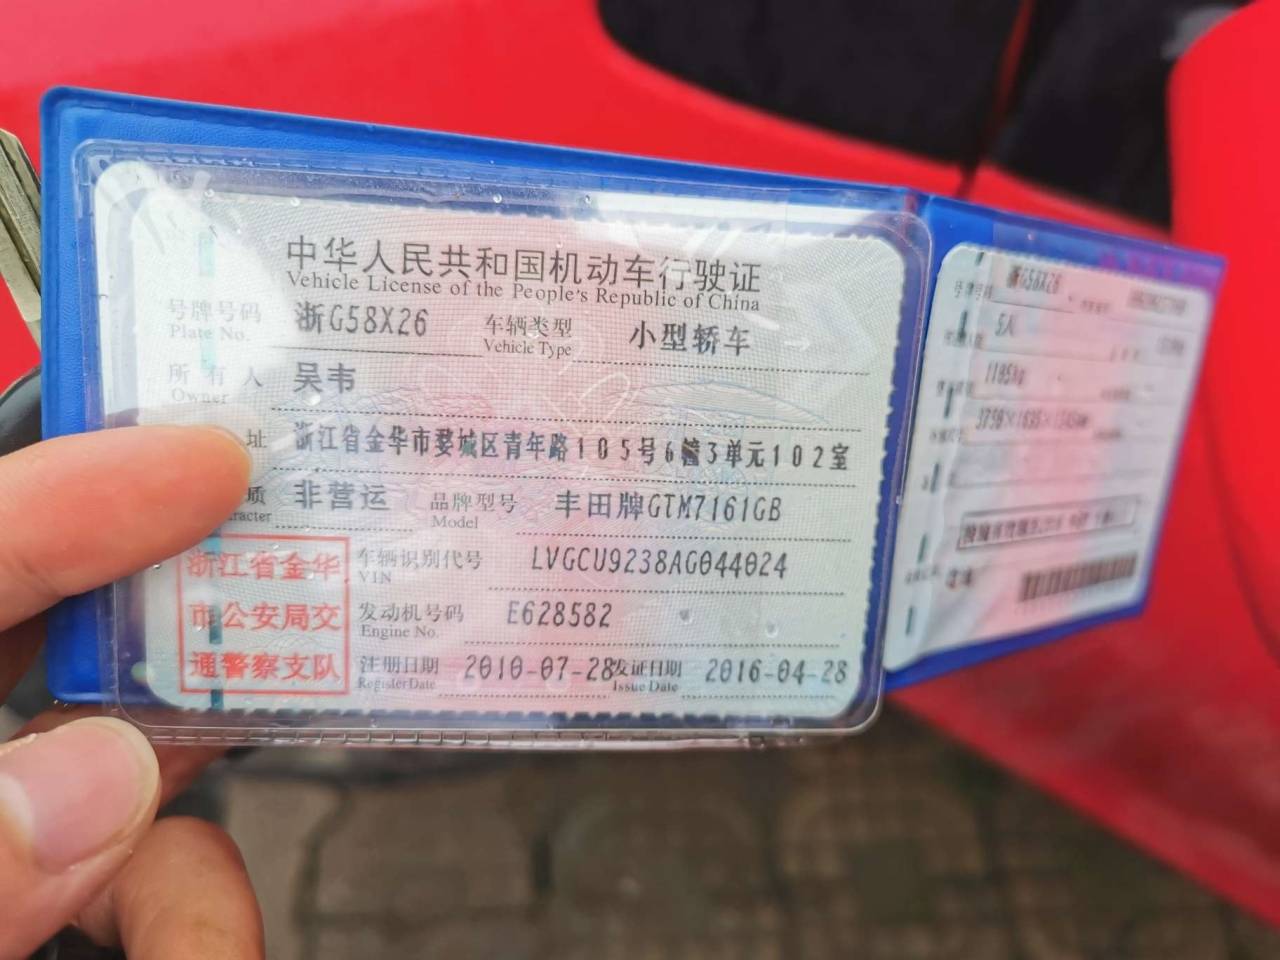 中华人民共和国机动车行驶证
Vehicle License of the People's Republic of China
号牌号码 浙G58X26 车辆类型 小型轿车
Plate No. Vehicle Type
所有人 吴韦
Owner
址 浙江省金华市婺城区青年路105号6幢3单元102室
质 非营运 品牌型号 丰田牌GTM7161GB
racter Model
浙江省金华
市公安局交
通警察支队
车辆识别代号 LVGCU9238AG044024
VIN
发动机号码 E628582
Engine No.
注册日期 2010-07-28 发证日期 2016-04-28
Register Date Issue Date
号牌号码 浙G58X26
5人
1105kg